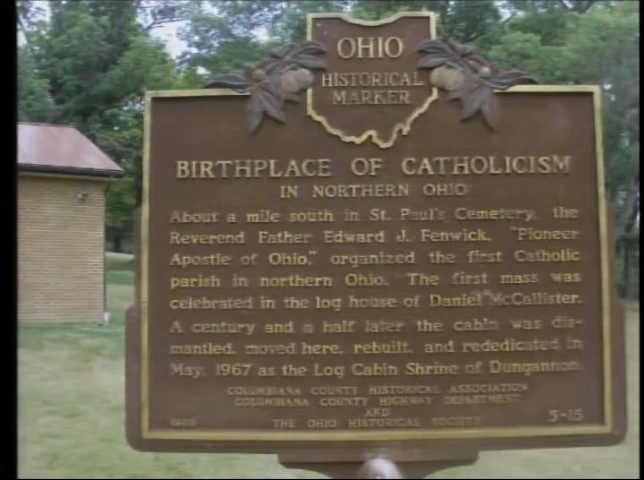 OHIO
HISTORICAL
MARKER
BIRTHPLACE OF CATHOLICISM
IN NORTHERN OHIO
About a mile south in St. Paul's Cemetery, the
Reverend Father Edward J. Fenwick, "Pioneer
Apostle of Ohio," organized the first Catholic
parish in northern Ohio. The first mass was
celebrated in the log house of Daniel McCallister.
A century and a half later the cabin was dis-
mantled, moved here, rebuilt, and rededicated in
May, 1967 as the Log Cabin Shrine of Dungannon.
COLUMBIANA COUNTY HISTORICAL ASSOCIATION
COLUMBIANA COUNTY HIGHWAY DEPARTMENT
AND
THE OHIO HISTORICAL SOCIETY
5-15